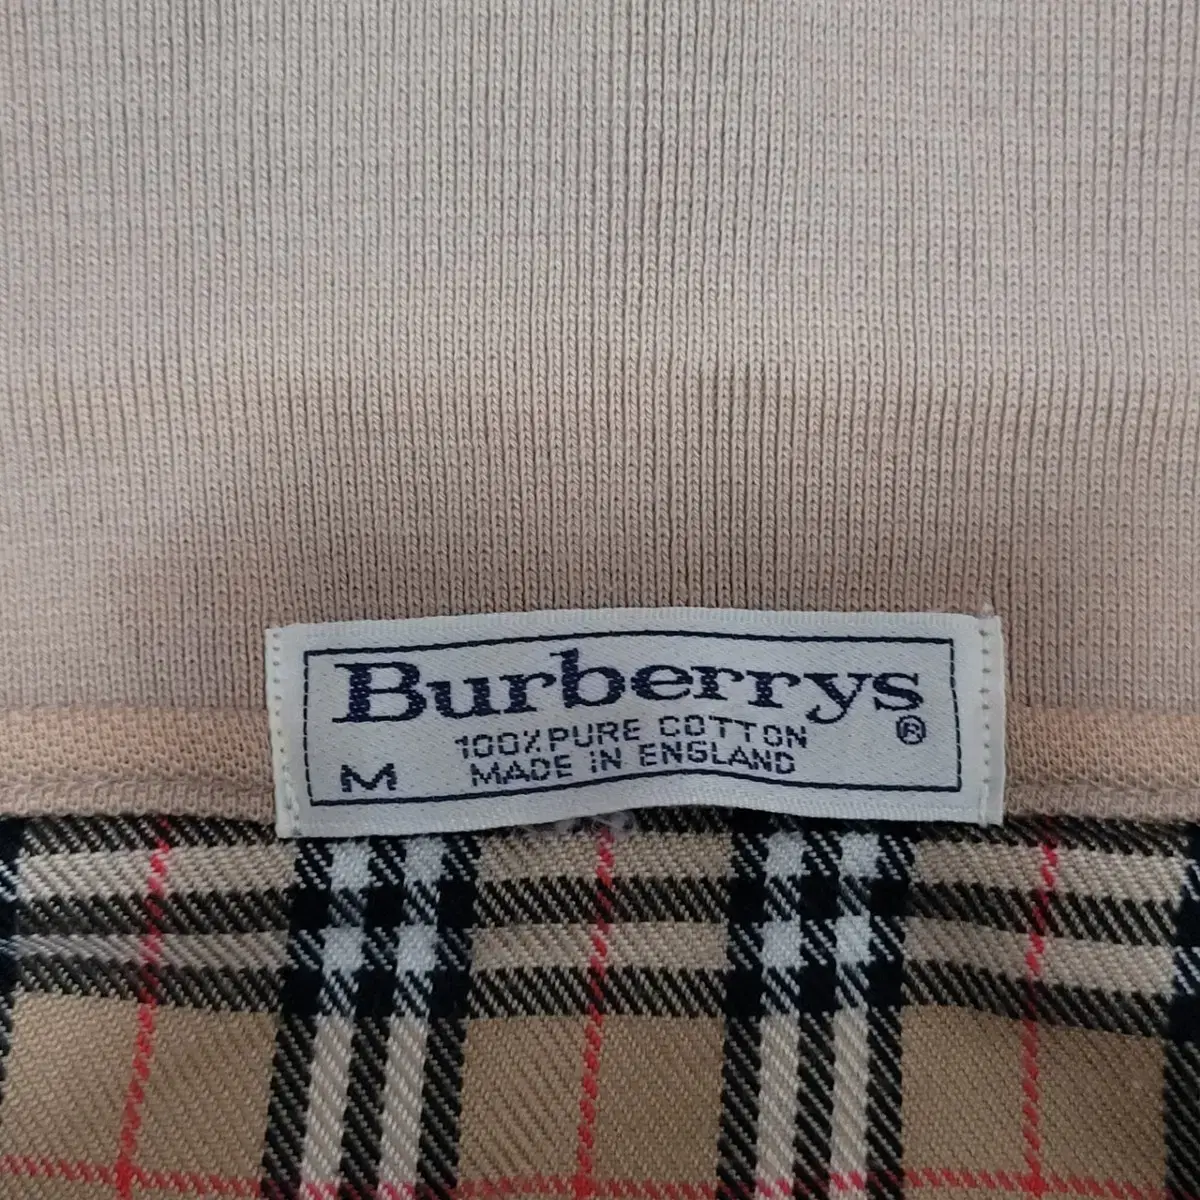 Burberrys
®
100% PURE COTTON
M MADE IN ENGLAND